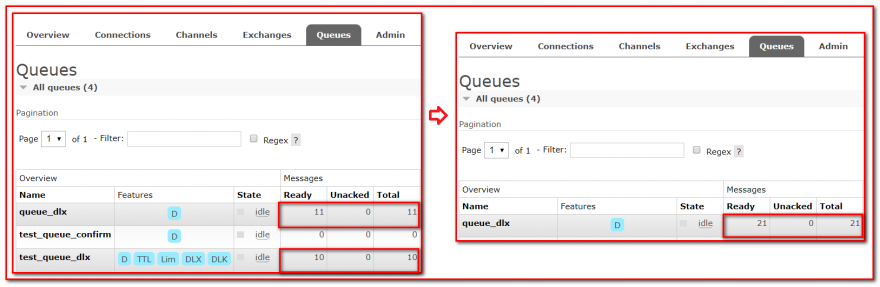 Overview Connections Channels Exchanges Queues Admin
Queues
All queues (4)
Pagination
Page 1 of 1 - Filter: Regex ?
Overview Messages
Name Features State Ready Unacked Total
queue_dlx D idle 11 0 11
test_queue_confirm D idle 0 0 0
test_queue_dlx D TTL Lim DLX DLK idle 10 0 10
Overview Connections Channels Exchanges Queues Admin
Queues
All queues (4)
Pagination
Page 1 of 1 - Filter: Regex ?
Overview Messages
Name Features State Ready Unacked Total
queue_dlx D idle 21 0 21